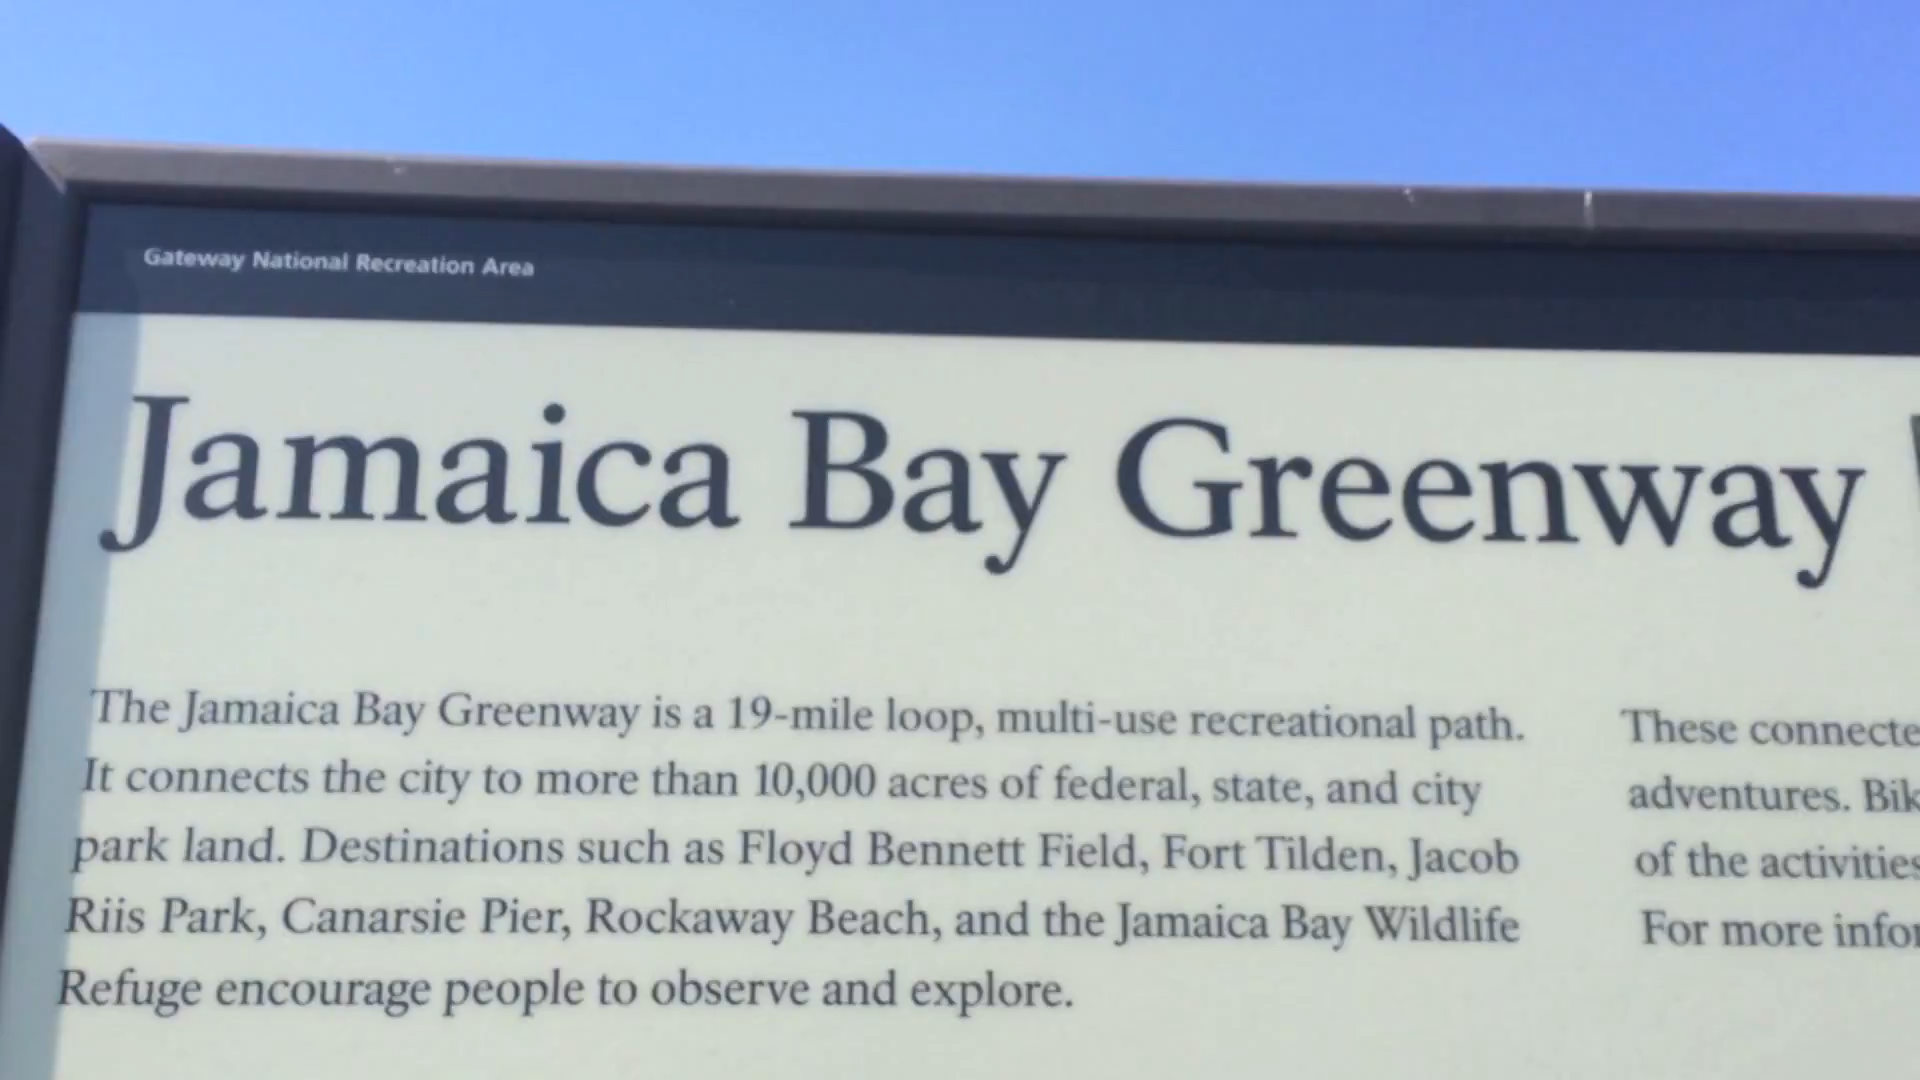 Gateway National Recreation Area
Jamaica Bay Greenway
The Jamaica Bay Greenway is a 19-mile loop, multi-use recreational path.
It connects the city to more than 10,000 acres of federal, state, and city
park land. Destinations such as Floyd Bennett Field, Fort Tilden, Jacob
Riis Park, Canarsie Pier, Rockaway Beach, and the Jamaica Bay Wildlife
Refuge encourage people to observe and explore.
These
adventures.
of the activities
For more